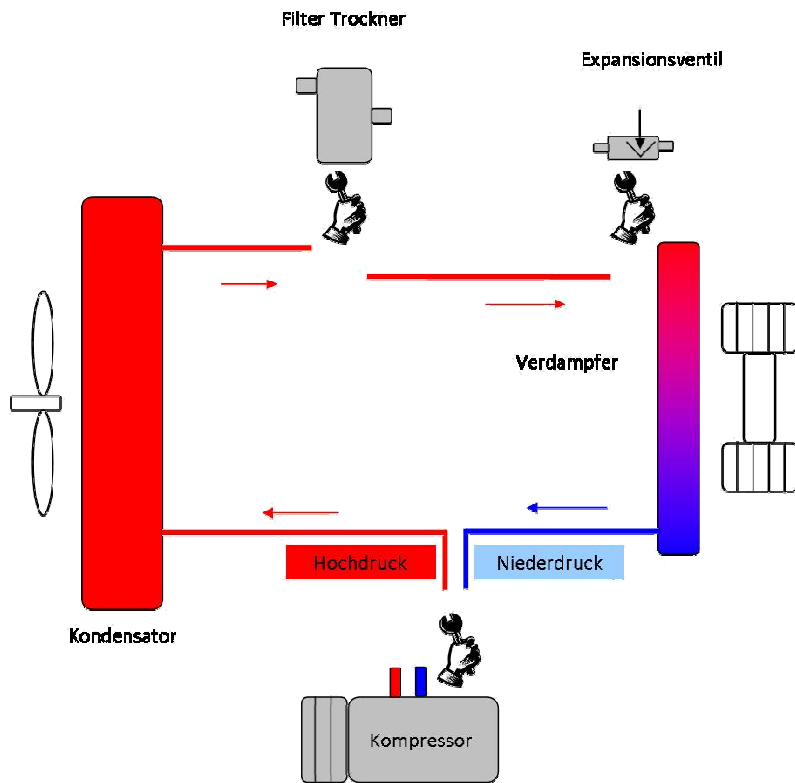 Filter Trockner
Expansionsventil
Verdampfer
Hochdruck
Niederdruck
Kondensator
Kompressor